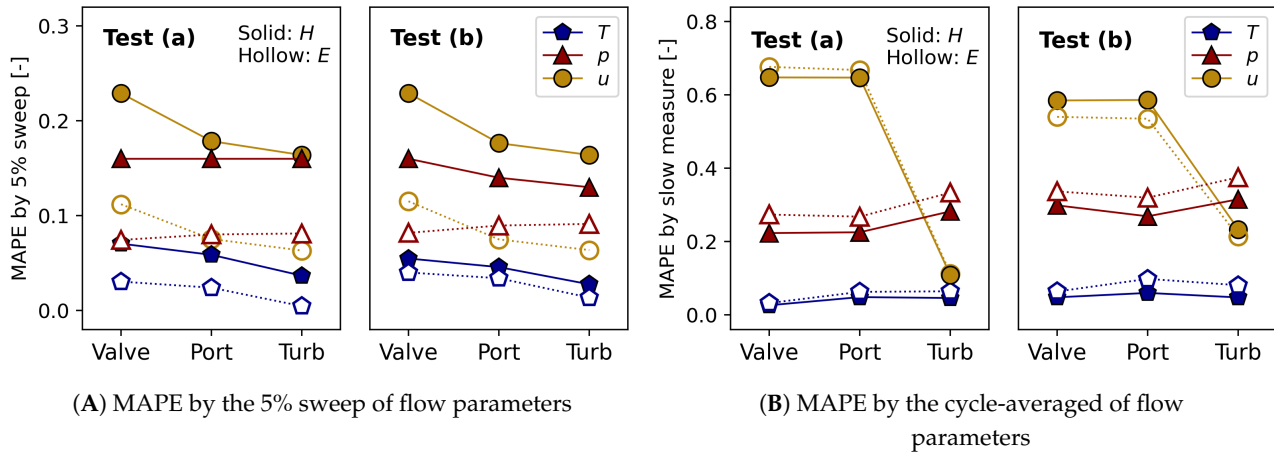 MAPE by 5% sweep [-]
0.3
0.2
0.1
0.0
Test (a)
Solid: H
Hollow: E
Valve Port Turb
Test (b)
T
p
u
Valve Port Turb
(A) MAPE by the 5% sweep of flow parameters
MAPE by slow measure [-]
0.8
0.6
0.4
0.2
0.0
Test (a)
Solid: H
Hollow: E
Valve Port Turb
Test (b)
T
p
u
Valve Port Turb
(B) MAPE by the cycle-averaged of flow
parameters